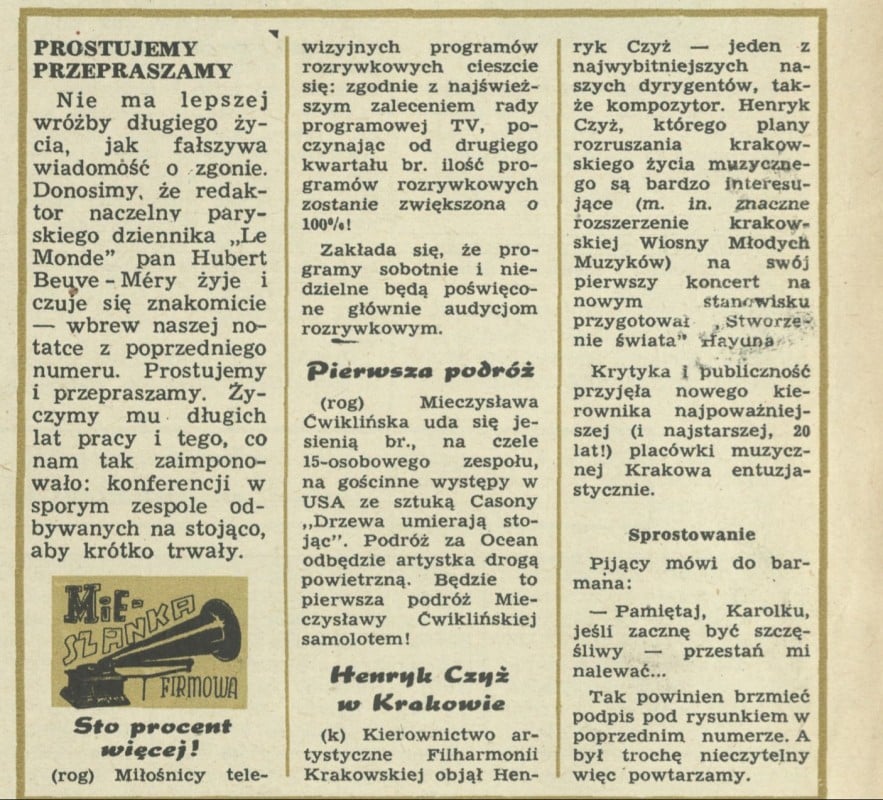 PROSTUJEMY
PRZEPRASZAMY
Nie ma lepszej
wróżby długiego ży-
cia, jak fałszywa
wiadomość o zgonie.
Donosimy, że redak-
tor naczelny pary-
skiego dziennika „Le
Monde” pan Hubert
Beuve - Méry żyje i
czuje się znakomicie
— wbrew naszej no-
tatce z poprzedniego
numeru. Prostujemy
i przepraszamy. Ży-
czymy mu długich
lat pracy i tego, co
nam tak zaimpono-
wało: konferencji w
sporym zespole od-
bywanych na stojąco,
aby krótko trwały.
MIE-
SZANKA
FIRMOWA
Sto procent
więcej!
(rog) Miłośnicy tele-
wizyjnych programów
rozrywkowych cieszcie
się: zgodnie z najśwież-
szym zaleceniem rady
programowej TV, po-
czynając od drugiego
kwartału br. ilość pro-
gramów rozrywkowych
zostanie zwiększona o
100%!
Zakłada się, że pro-
gramy sobotnie i nie-
dzielne będą poświęco-
ne głównie audycjom
rozrywkowym.
Pierwsza podróż
(rog) Mieczysława
Ćwiklińska uda się je-
sienią br., na czele
15-osobowego zespołu,
na gościnne występy w
USA ze sztuką Casony
„Drzewa umierają sto-
jąc”. Podróż za Ocean
odbędzie artystka drogą
powietrzną. Będzie to
pierwsza podróż Mie-
czysławy Ćwiklińskiej
samolotem!
Henryk Czyż
w Krakowie
(k) Kierownictwo ar-
tystyczne Filharmonii
Krakowskiej objął Hen-
ryk Czyż — jeden z
najwybitniejszych na-
szych dyrygentów, tak-
że kompozytor. Henryk
Czyż, którego plany
rozruszania krakow-
skiego życia muzyczne-
go są bardzo interesu-
jące (m. in. znaczne
rozszerzenie krakow-
skiej Wiosny Młodych
Muzyków) na swój
pierwszy koncert na
nowym stanowisku
przygotował „Stworze-
nie świata” Haydna
Krytyka i publiczność
przyjęła nowego kie-
rownika najpoważniej-
szej (i najstarszej, 20
lat!) placówki muzycz-
nej Krakowa entuzja-
stycznie.
Sprostowanie
Pijący mówi do bar-
mana:
— Pamiętaj, Karolku,
jeśli zacznę być szczę-
śliwy — przestań mi
nalewać...
Tak powinien brzmieć
podpis pod rysunkiem w
poprzednim numerze. A
był trochę nieczytelny
więc powtarzamy.